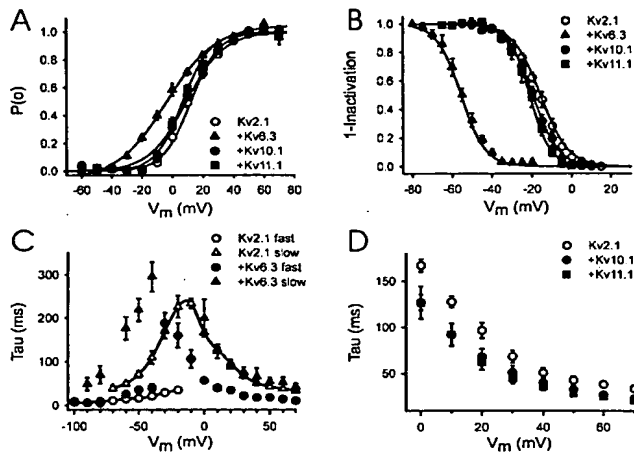 A
P(o)
1.0
0.8
0.6
0.4
0.2
0.0
-60 -40 -20 0 20 40 60 80
Vm (mV)
Kv2.1
+Kv6.3
+Kv10.1
+Kv11.1
B
1-Inactivation
1.0
0.8
0.6
0.4
0.2
0.0
-80 -60 -40 -20 0 20
Vm (mV)
Kv2.1
+Kv6.3
+Kv10.1
+Kv11.1
C
Tau (ms)
300
200
100
0
-100 -50 0 50
Vm (mV)
Kv2.1 fast
Kv2.1 slow
+Kv6.3 fast
+Kv6.3 slow
D
Tau (ms)
150
100
50
0 20 40 60
Vm (mV)
Kv2.1
+Kv10.1
+Kv11.1